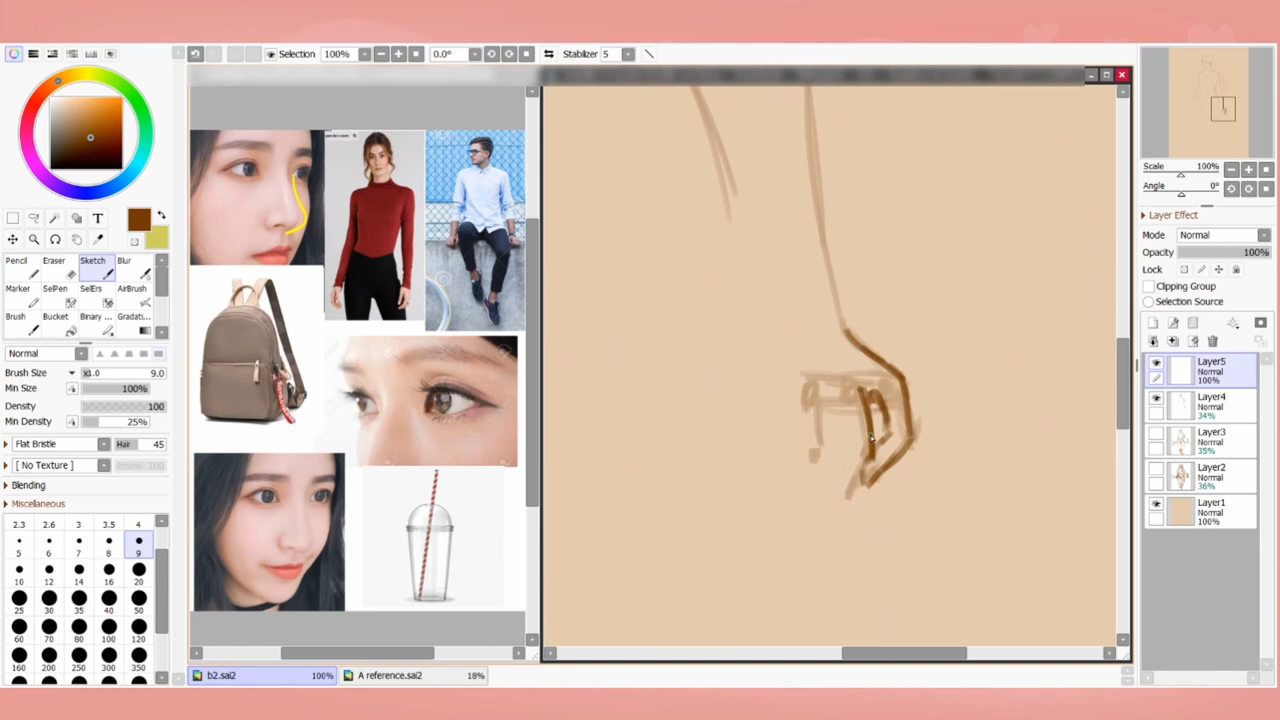 Selection 100% 0.0° Stabilizer 5
T
Pencil Eraser Sketch Blur
Marker SelPen SelErs AirBrush
Brush Bucket Binary ... Gradati...
Normal
Brush Size x1.0 9.0
Min Size 100%
Density 100
Min Density 25%
Flat Bristle Hair 45
[ No Texture ]
Blending
Miscellaneous
2.3 2.6 3 3.5 4
5 6 7 8 9
10 12 14 16 20
25 30 35 40 50
60 70 80 100 120
160 200 250 300 350
b2.sai2 100% A reference.sai2 18%
Scale 100%
Angle 0°
Layer Effect
Mode Normal
Opacity 100%
Lock
Clipping Group
Selection Source
Layer5
Normal
100%
Layer4
Normal
34%
Layer3
Normal
35%
Layer2
Normal
36%
Layer1
Normal
100%